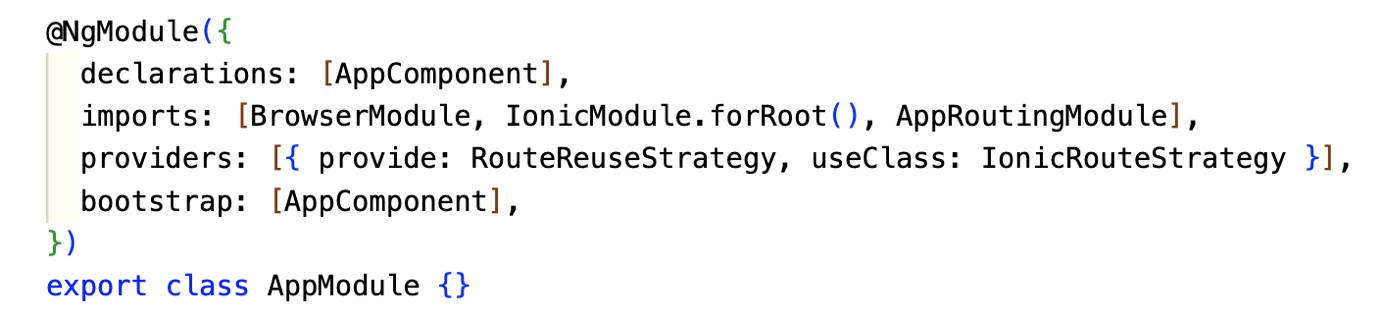 @NgModule({
  declarations: [AppComponent],
  imports: [BrowserModule, IonicModule.forRoot(), AppRoutingModule],
  providers: [{ provide: RouteReuseStrategy, useClass: IonicRouteStrategy }],
  bootstrap: [AppComponent],
})
export class AppModule {}